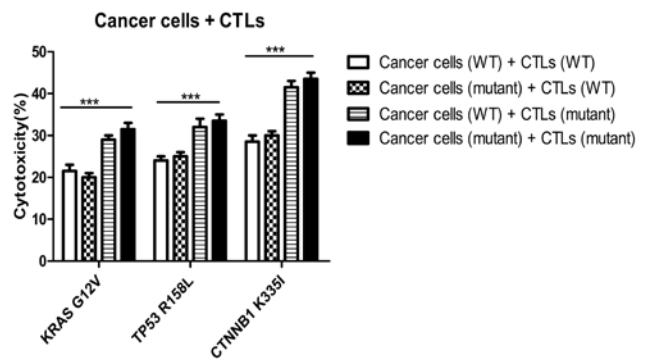 Cancer cells + CTLs
50
40
30
20
10
0
Cytotoxicity(%)
***
***
***
KRAS G12V
TP53 R158L
CTNNB1 K335I
Cancer cells (WT) + CTLs (WT)
Cancer cells (mutant) + CTLs (WT)
Cancer cells (WT) + CTLs (mutant)
Cancer cells (mutant) + CTLs (mutant)